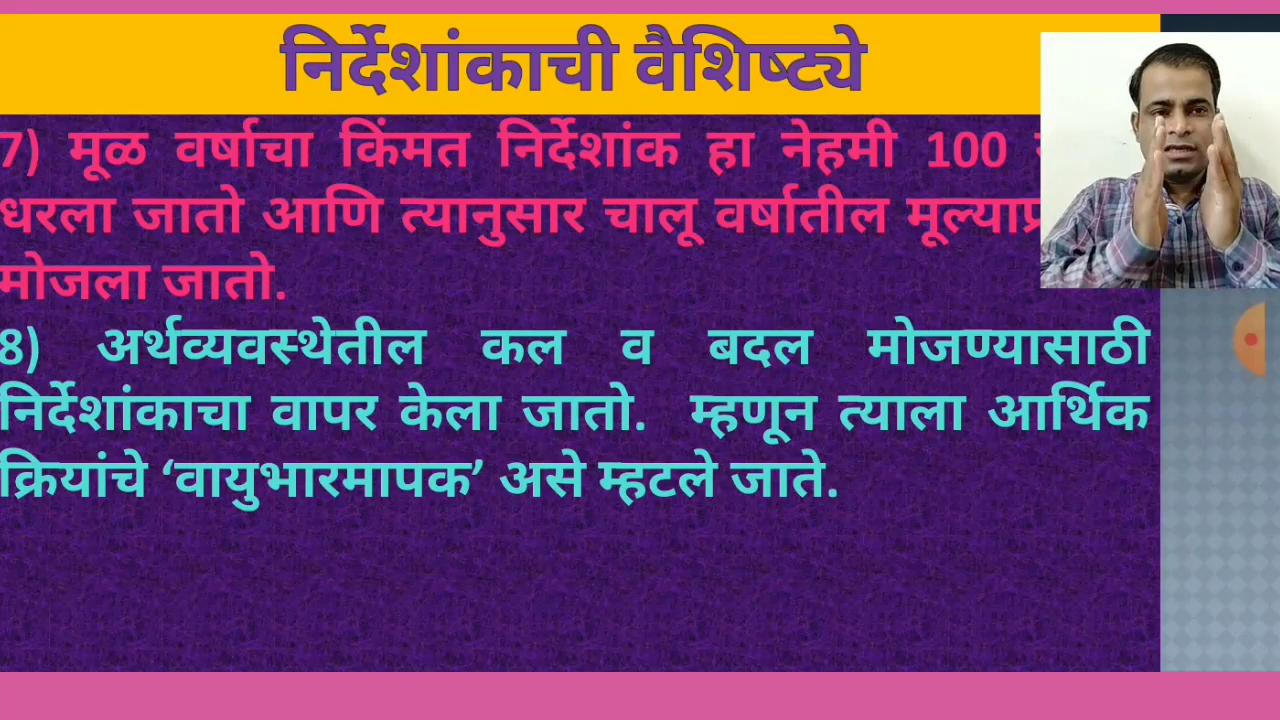 निर्देशांकाची वैशिष्ट्ये
7) मूळ वर्षाचा किंमत निर्देशांक हा नेहमी 100
धरला जातो आणि त्यानुसार चालू वर्षातील
मोजला जातो.
8) अर्थव्यवस्थेतील कल व बदल मोजण्यासाठी
निर्देशांकाचा वापर केला जातो. म्हणून त्याला आर्थिक
क्रियांचे ‘वायुभारमापक’ असे म्हटले जाते.